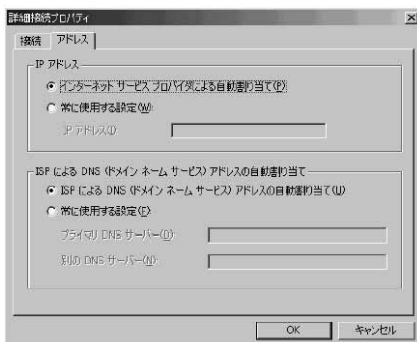 詳細接続プロパティ
接続 アドレス
IP アドレス
インターネット サービス プロバイダによる自動割り当て(P)
常に使用する設定(W):
IP アドレス(I):
ISP による DNS (ドメイン ネーム サービス) アドレスの自動割り当て
ISP による DNS (ドメイン ネーム サービス) アドレスの自動割り当て(U)
常に使用する設定(E):
プライマリ DNS サーバー(D):
別の DNS サーバー(N):
OK キャンセル